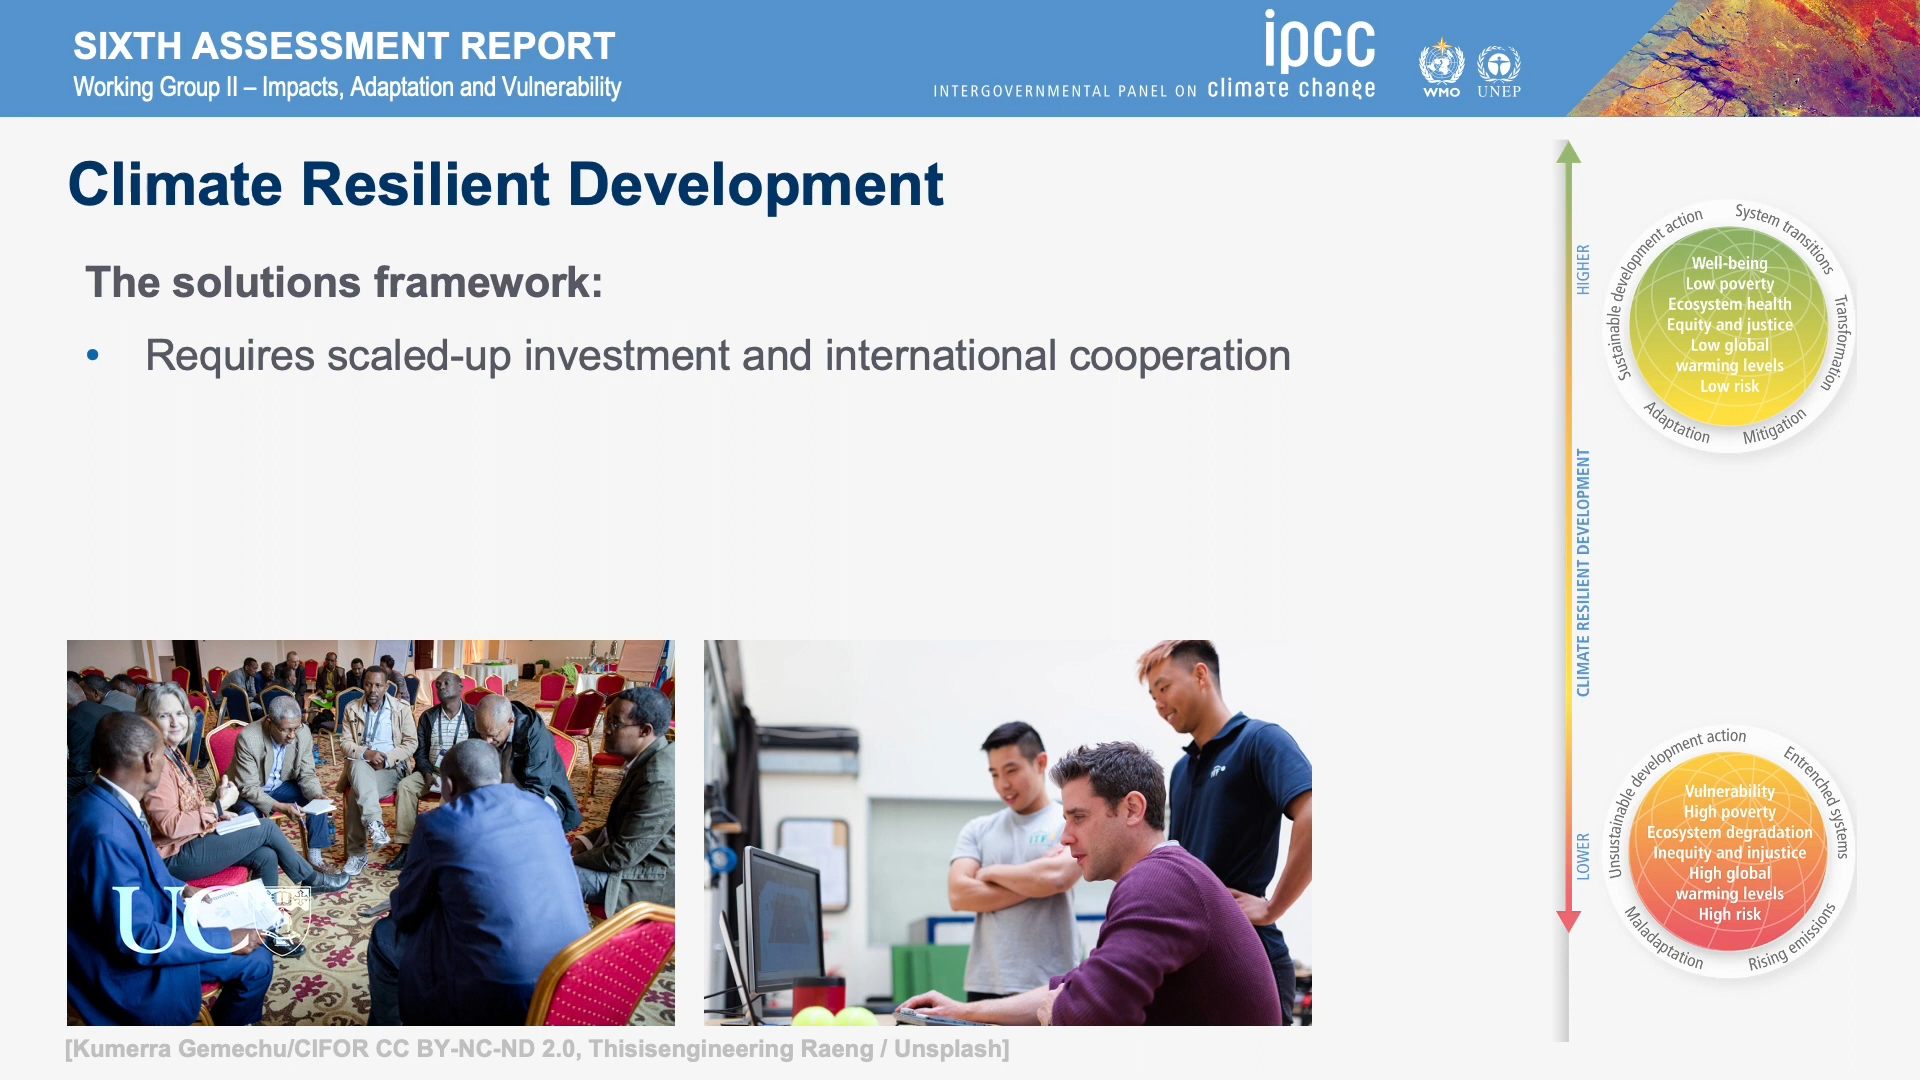 SIXTH ASSESSMENT REPORT
Working Group II – Impacts, Adaptation and Vulnerability
ipcc
INTERGOVERNMENTAL PANEL ON climate change
WMO
UNEP
Climate Resilient Development
The solutions framework:
• Requires scaled-up investment and international cooperation
HIGHER
CLIMATE RESILIENT DEVELOPMENT
LOWER
Sustainable development action
System transitions
Transformation
Mitigation
Adaptation
Well-being
Low poverty
Ecosystem health
Equity and justice
Low global
warming levels
Low risk
Unsustainable development action
Entrenched systems
Rising emissions
Maladaptation
Vulnerability
High poverty
Ecosystem degradation
Inequity and injustice
High global
warming levels
High risk
UC
ITF
[Kumerra Gemechu/CIFOR CC BY-NC-ND 2.0, Thisisengineering Raeng / Unsplash]